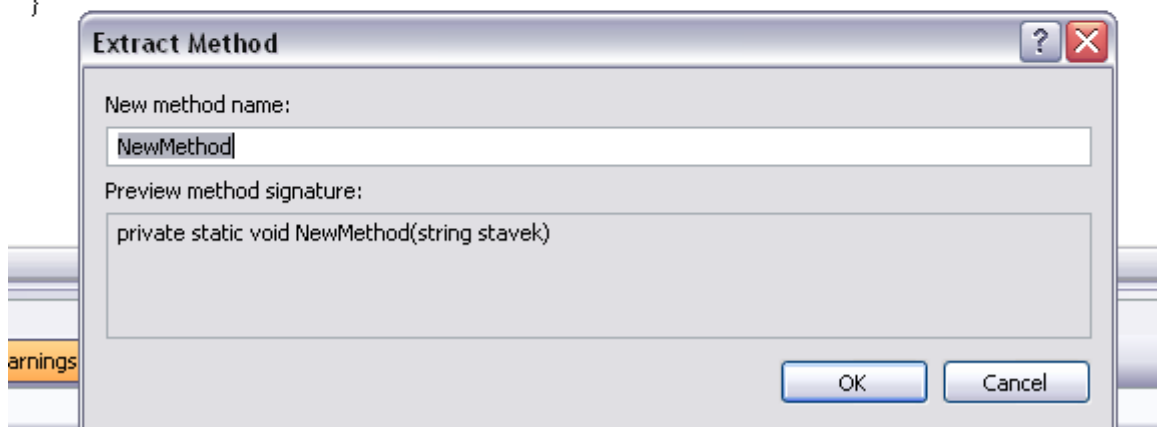 }
Extract Method
New method name:
NewMethod
Preview method signature:
private static void NewMethod(string stavek)
arnings
OK Cancel